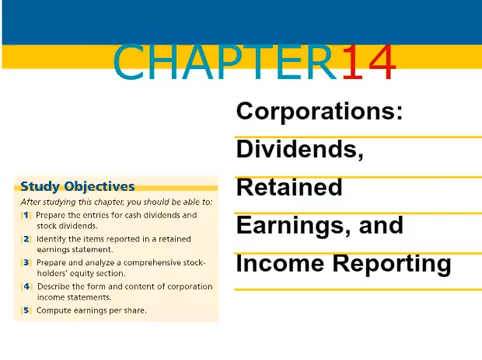 CHAPTER14
Corporations:
Dividends,
Retained
Earnings, and
Income Reporting
Study Objectives
After studying this chapter, you should be able to:
[1] Prepare the entries for cash dividends and
stock dividends.
[2] Identify the items reported in a retained
earnings statement.
[3] Prepare and analyze a comprehensive stock-
holders' equity section.
[4] Describe the form and content of corporation
income statements.
[5] Compute earnings per share.